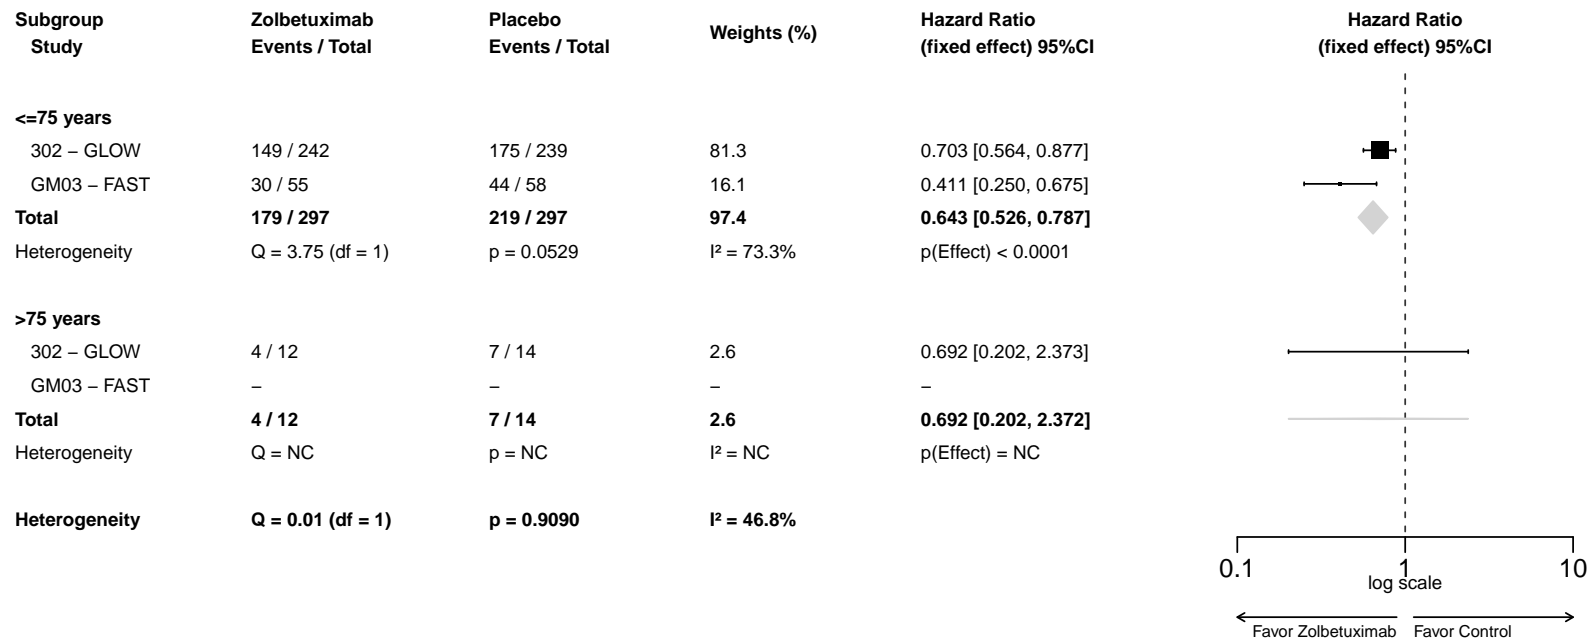 Subgroup Zolbetuximab Placebo Weights (%) Hazard Ratio Hazard Ratio
Study Events / Total Events / Total (fixed effect) 95%CI (fixed effect) 95%CI
<=75 years
302 – GLOW 149 / 242 175 / 239 81.3 0.703 [0.564, 0.877]
GM03 – FAST 30 / 55 44 / 58 16.1 0.411 [0.250, 0.675]
Total 179 / 297 219 / 297 97.4 0.643 [0.526, 0.787]
Heterogeneity Q = 3.75 (df = 1) p = 0.0529 I² = 73.3% p(Effect) < 0.0001
>75 years
302 – GLOW 4 / 12 7 / 14 2.6 0.692 [0.202, 2.373]
GM03 – FAST – – – –
Total 4 / 12 7 / 14 2.6 0.692 [0.202, 2.372]
Heterogeneity Q = NC p = NC I² = NC p(Effect) = NC
Heterogeneity Q = 0.01 (df = 1) p = 0.9090 I² = 46.8%
0.1 1 10
log scale
Favor Zolbetuximab Favor Control